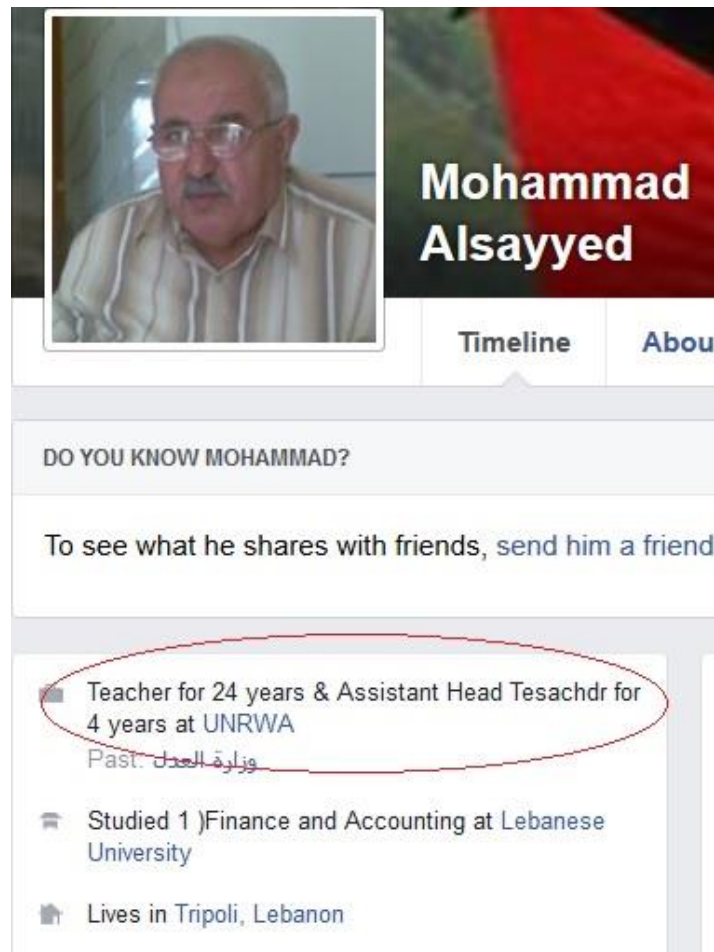 Mohammad
Alsayyed
Timeline
Abou
DO YOU KNOW MOHAMMAD?
To see what he shares with friends, send him a friend
Teacher for 24 years & Assistant Head Tesachdr for
4 years at UNRWA
Past: وزارة العدل
Studied 1 )Finance and Accounting at Lebanese
University
Lives in Tripoli, Lebanon